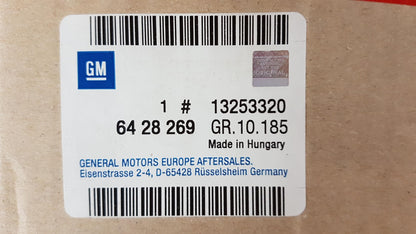 GM
ORIGINAL
1 # 13253320
64 28 269 GR.10.185
Made in Hungary
GENERAL MOTORS EUROPE AFTERSALES.
Eisenstrasse 2-4, D-65428 Rüsselsheim Germany